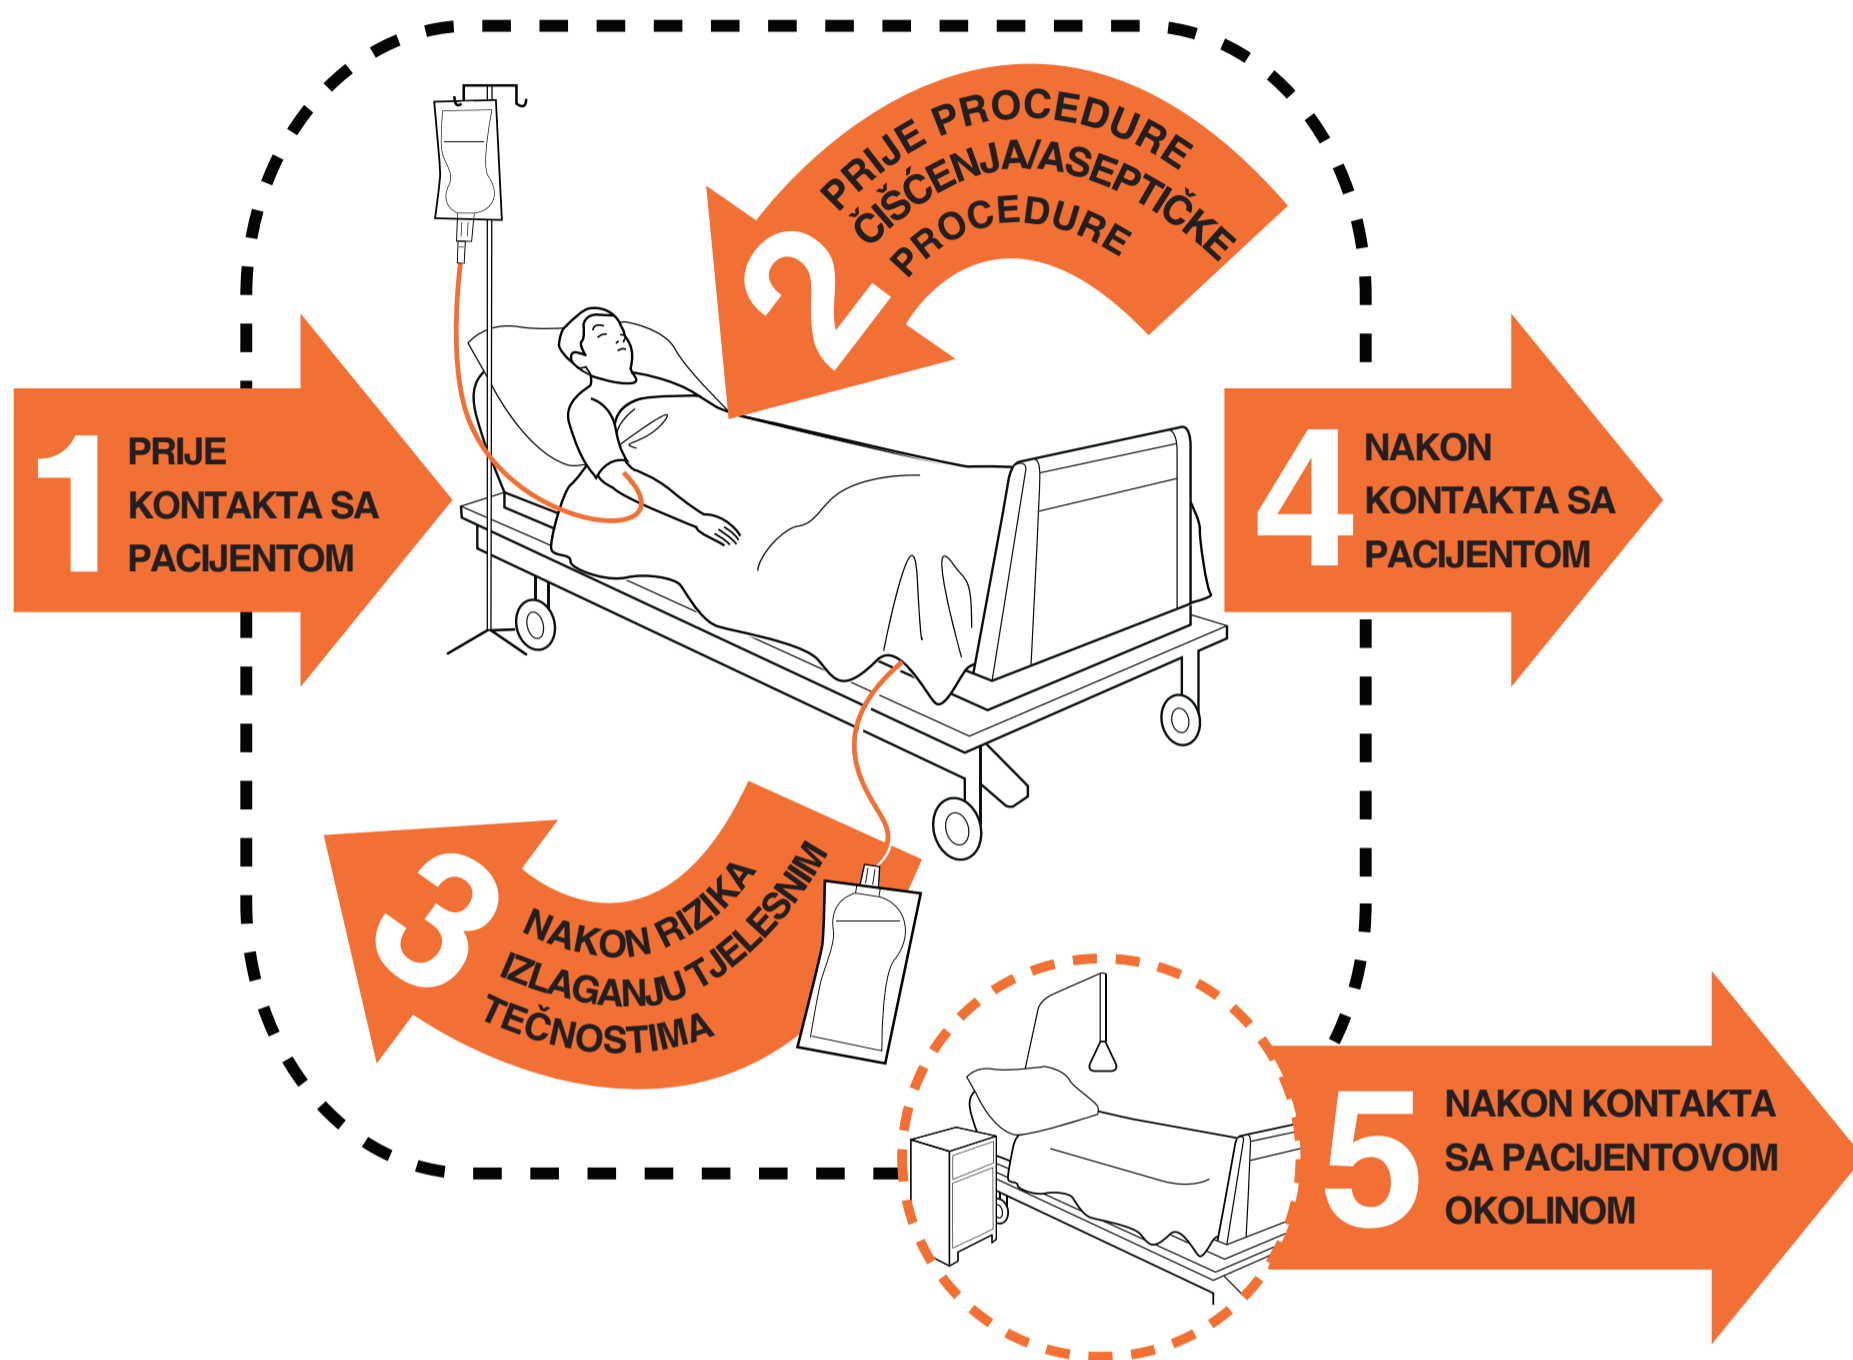 1
PRIJE
KONTAKTA SA
PACIJENTOM
2
PRIJE PROCEDURE
ČIŠĆENJA/ASEPTIČKE
PROCEDURE
3
NAKON RIZIKA
IZLAGANJU TJELESNIM
TEČNOSTIMA
4
NAKON
KONTAKTA SA
PACIJENTOM
5
NAKON KONTAKTA
SA PACIJENTOVOM
OKOLINOM